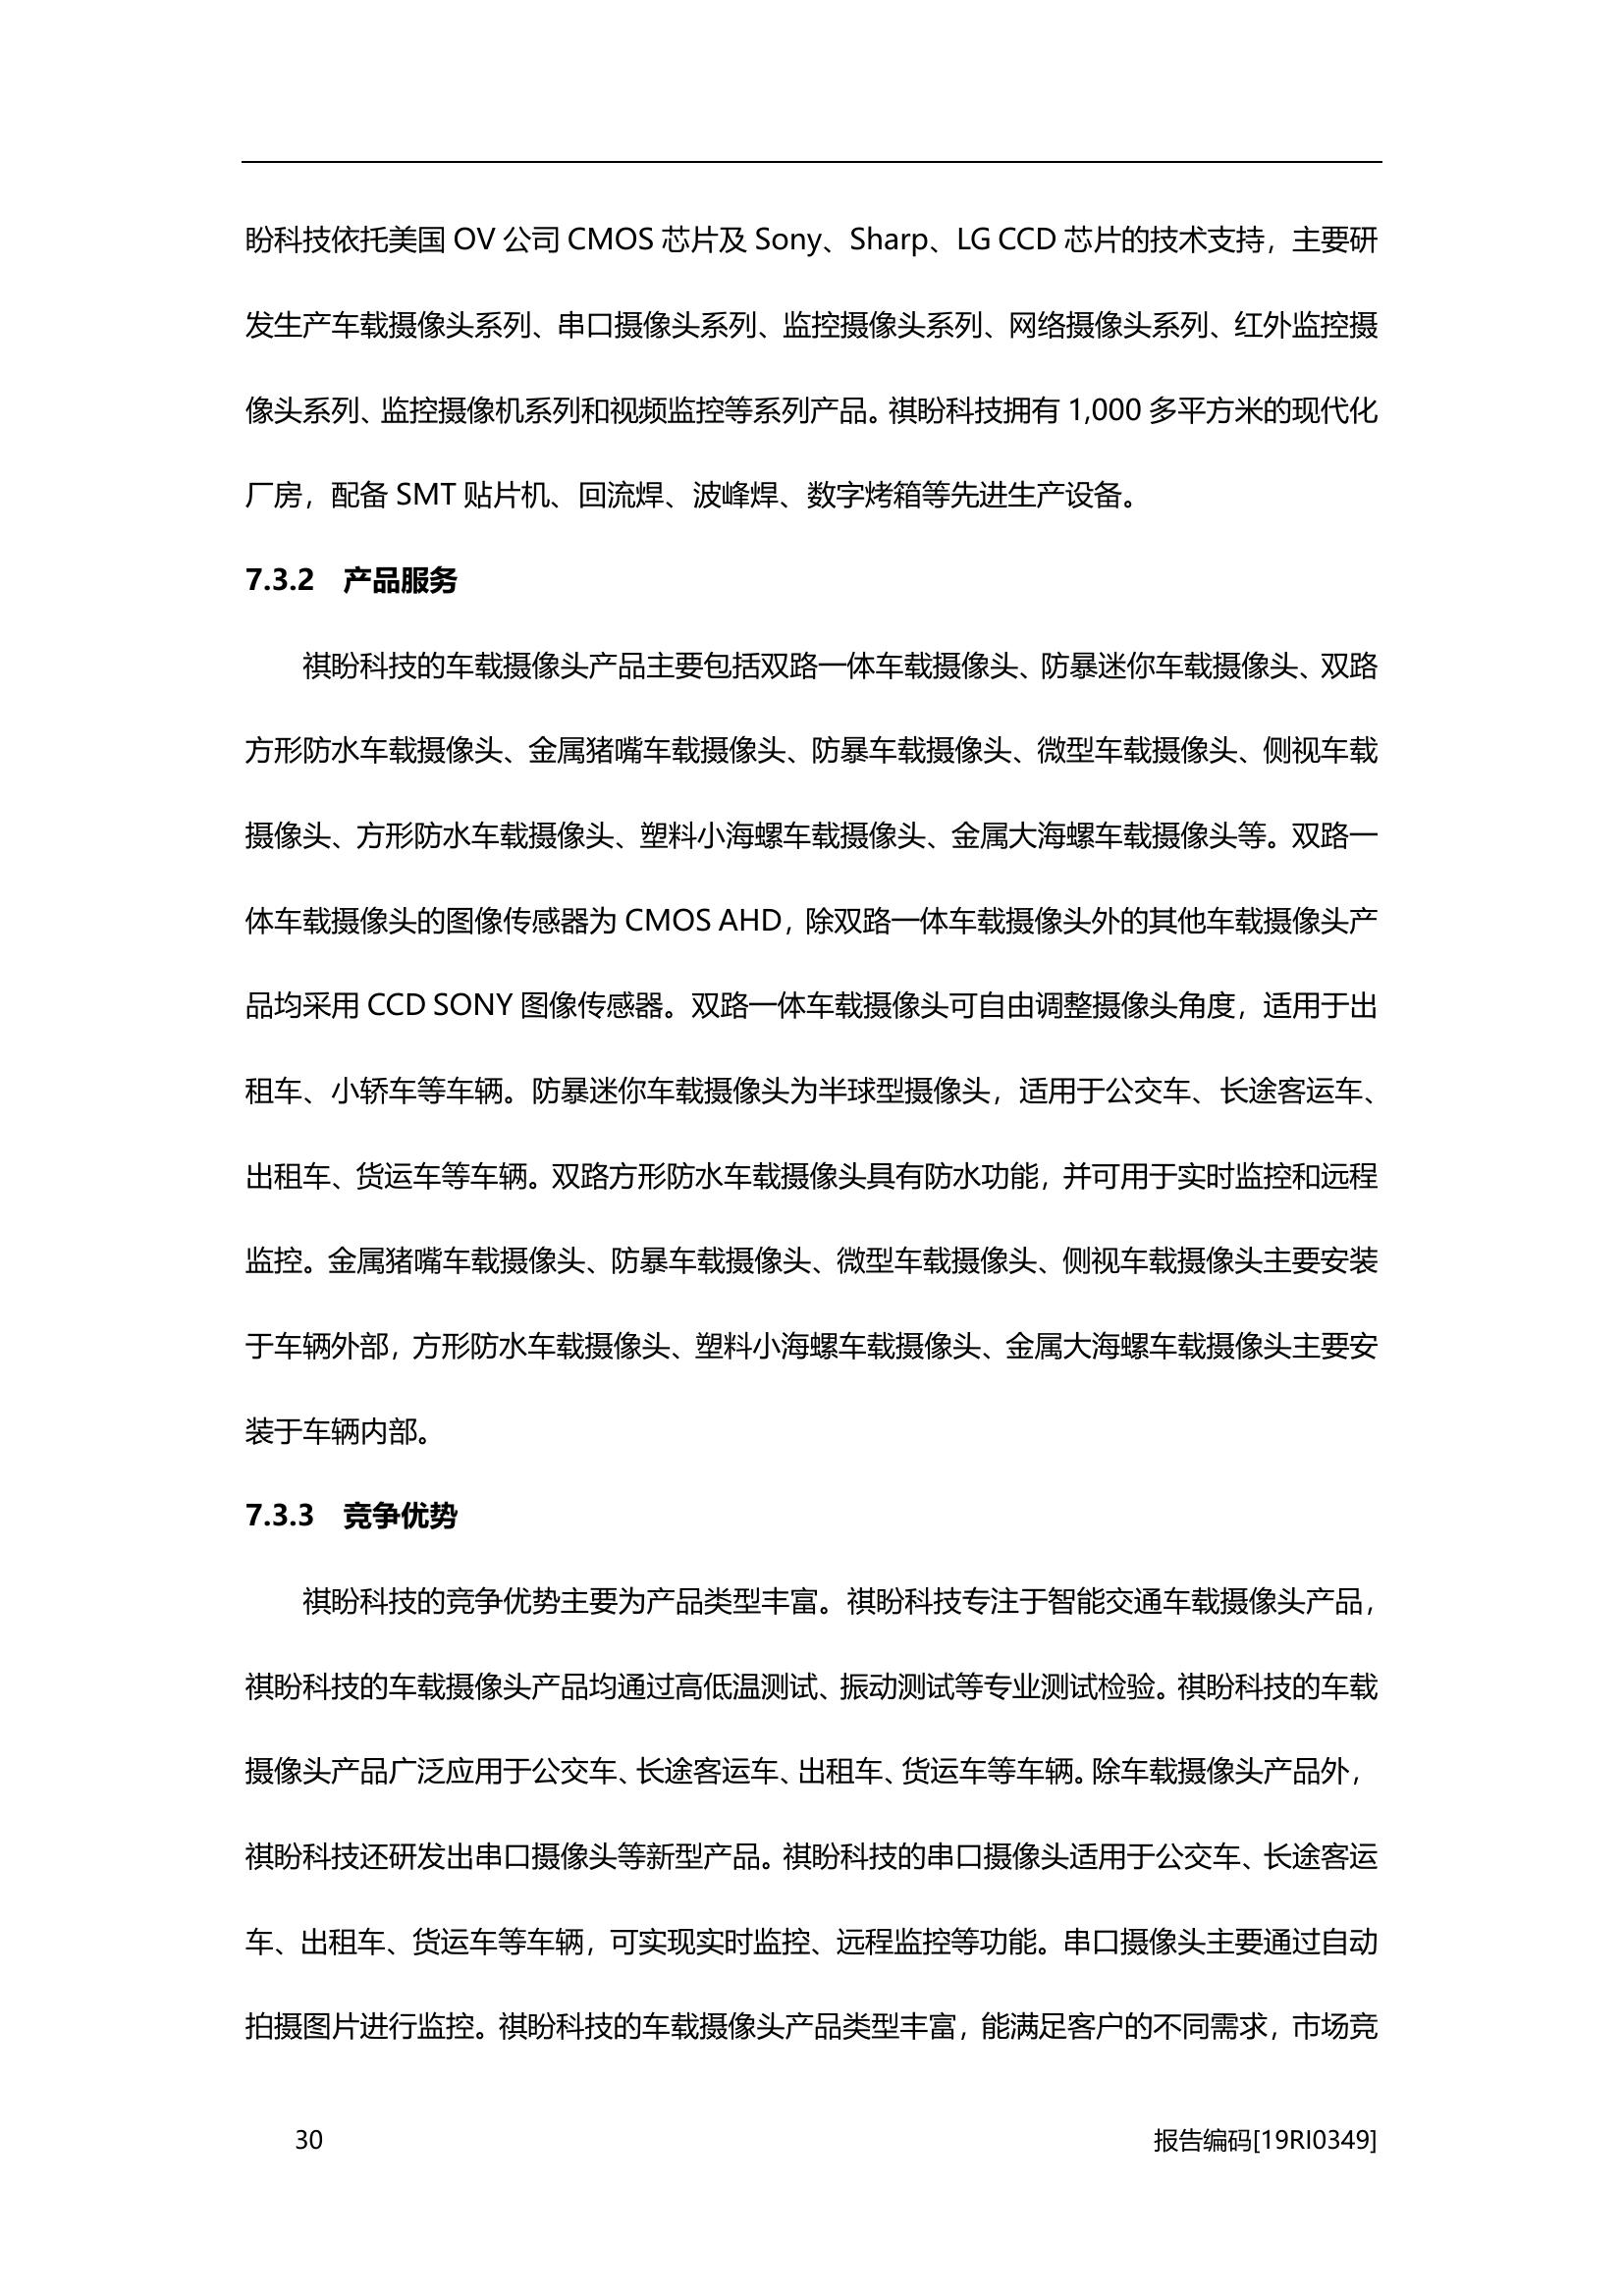 盼科技依托美国 OV 公司 CMOS 芯片及 Sony、Sharp、LG CCD 芯片的技术支持，主要研
发生产车载摄像头系列、串口摄像头系列、监控摄像头系列、网络摄像头系列、红外监控摄
像头系列、监控摄像机系列和视频监控等系列产品。祺盼科技拥有 1,000 多平方米的现代化
厂房，配备 SMT 贴片机、回流焊、波峰焊、数字烤箱等先进生产设备。
7.3.2 产品服务
祺盼科技的车载摄像头产品主要包括双路一体车载摄像头、防暴迷你车载摄像头、双路
方形防水车载摄像头、金属猪嘴车载摄像头、防暴车载摄像头、微型车载摄像头、侧视车载
摄像头、方形防水车载摄像头、塑料小海螺车载摄像头、金属大海螺车载摄像头等。双路一
体车载摄像头的图像传感器为 CMOS AHD，除双路一体车载摄像头外的其他车载摄像头产
品均采用 CCD SONY 图像传感器。双路一体车载摄像头可自由调整摄像头角度，适用于出
租车、小轿车等车辆。防暴迷你车载摄像头为半球型摄像头，适用于公交车、长途客运车、
出租车、货运车等车辆。双路方形防水车载摄像头具有防水功能，并可用于实时监控和远程
监控。金属猪嘴车载摄像头、防暴车载摄像头、微型车载摄像头、侧视车载摄像头主要安装
于车辆外部，方形防水车载摄像头、塑料小海螺车载摄像头、金属大海螺车载摄像头主要安
装于车辆内部。
7.3.3 竞争优势
祺盼科技的竞争优势主要为产品类型丰富。祺盼科技专注于智能交通车载摄像头产品，
祺盼科技的车载摄像头产品均通过高低温测试、振动测试等专业测试检验。祺盼科技的车载
摄像头产品广泛应用于公交车、长途客运车、出租车、货运车等车辆。除车载摄像头产品外，
祺盼科技还研发出串口摄像头等新型产品。祺盼科技的串口摄像头适用于公交车、长途客运
车、出租车、货运车等车辆，可实现实时监控、远程监控等功能。串口摄像头主要通过自动
拍摄图片进行监控。祺盼科技的车载摄像头产品类型丰富，能满足客户的不同需求，市场竞
30 报告编码[19RI0349]